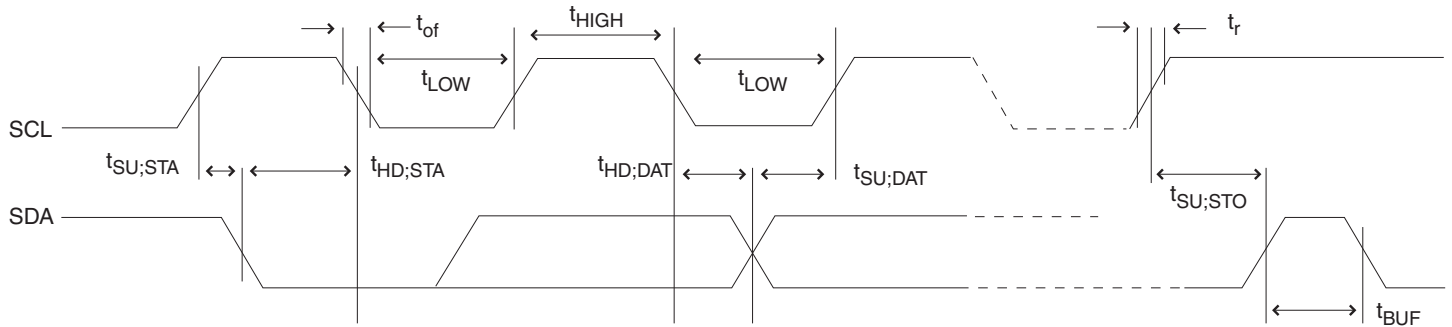 t_of t_HIGH t_r
t_LOW t_LOW
SCL
t_SU;STA t_HD;STA t_HD;DAT t_SU;DAT
t_SU;STO
SDA
t_BUF